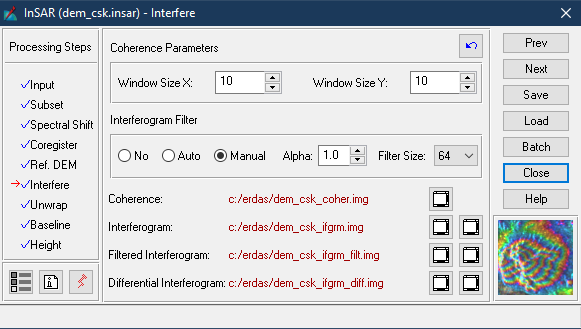 InSAR (dem_csk.insar) - Interfere
Processing Steps
Input
Subset
Spectral Shift
Coregister
Ref. DEM
Interfere
Unwrap
Baseline
Height
Coherence Parameters
Window Size X: 10 Window Size Y: 10
Interferogram Filter
No Auto Manual Alpha: 1.0 Filter Size: 64
Coherence: c:/erdas/dem_csk_coher.img
Interferogram: c:/erdas/dem_csk_ifgrm.img
Filtered Interferogram: c:/erdas/dem_csk_ifgrm_filt.img
Differential Interferogram: c:/erdas/dem_csk_ifgrm_diff.img
Prev
Next
Save
Load
Batch
Close
Help